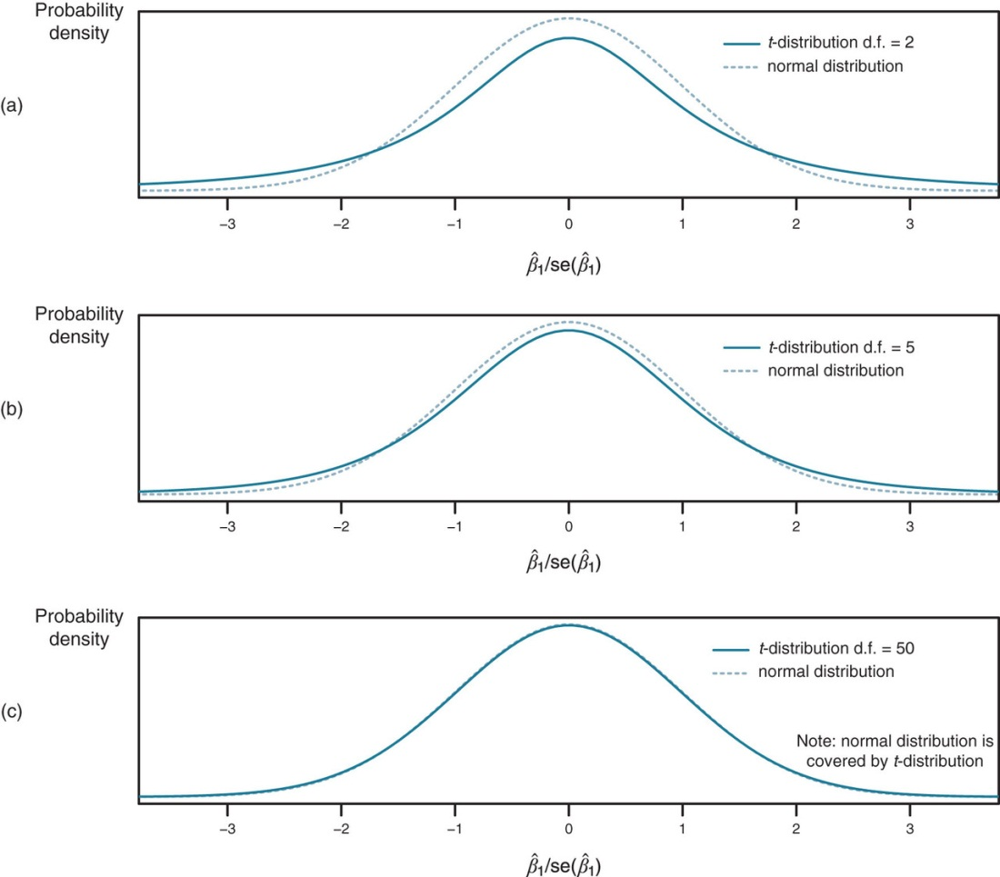 Probability
density
(a)
t-distribution d.f. = 2
normal distribution
−3 −2 −1 0 1 2 3
β̂₁/se(β̂₁)
Probability
density
(b)
t-distribution d.f. = 5
normal distribution
−3 −2 −1 0 1 2 3
β̂₁/se(β̂₁)
Probability
density
(c)
t-distribution d.f. = 50
normal distribution
Note: normal distribution is
covered by t-distribution
−3 −2 −1 0 1 2 3
β̂₁/se(β̂₁)